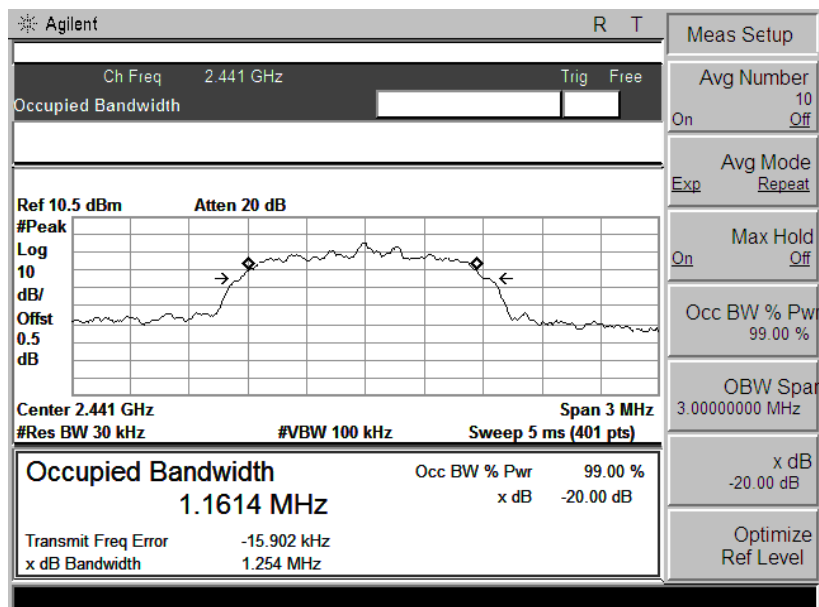 Agilent R T
Meas Setup
Ch Freq 2.441 GHz Trig Free
Occupied Bandwidth
Avg Number
10
On Off
Avg Mode
Exp Repeat
Max Hold
On Off
Occ BW % Pwr
99.00 %
OBW Span
3.00000000 MHz
x dB
-20.00 dB
Optimize
Ref Level
Ref 10.5 dBm Atten 20 dB
#Peak
Log
10
dB/
Offst
0.5
dB
Center 2.441 GHz Span 3 MHz
#Res BW 30 kHz #VBW 100 kHz Sweep 5 ms (401 pts)
Occupied Bandwidth
1.1614 MHz
Occ BW % Pwr 99.00 %
x dB -20.00 dB
Transmit Freq Error -15.902 kHz
x dB Bandwidth 1.254 MHz